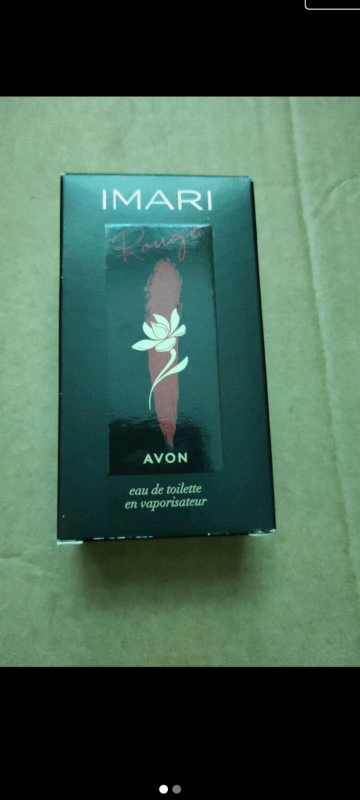 IMARI
Rouge
AVON
eau de toilette
en vaporisateur